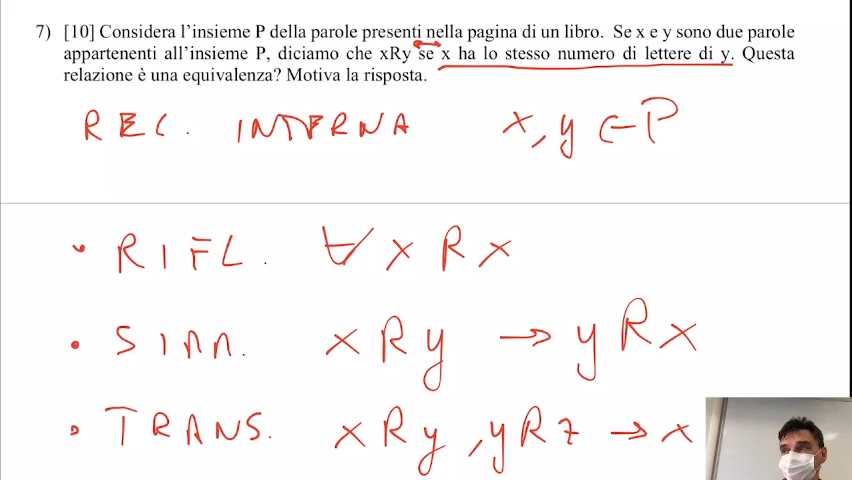 7) [10] Considera l'insieme P della parole presenti nella pagina di un libro. Se x e y sono due parole
appartenenti all'insieme P, diciamo che xRy se x ha lo stesso numero di lettere di y. Questa
relazione è una equivalenza? Motiva la risposta.
REL. INTERNA x, y ∈ P
• RIFL. ∀ x R x
• SIMM. x R y → y R x
• TRANS. x R y , y R z → x